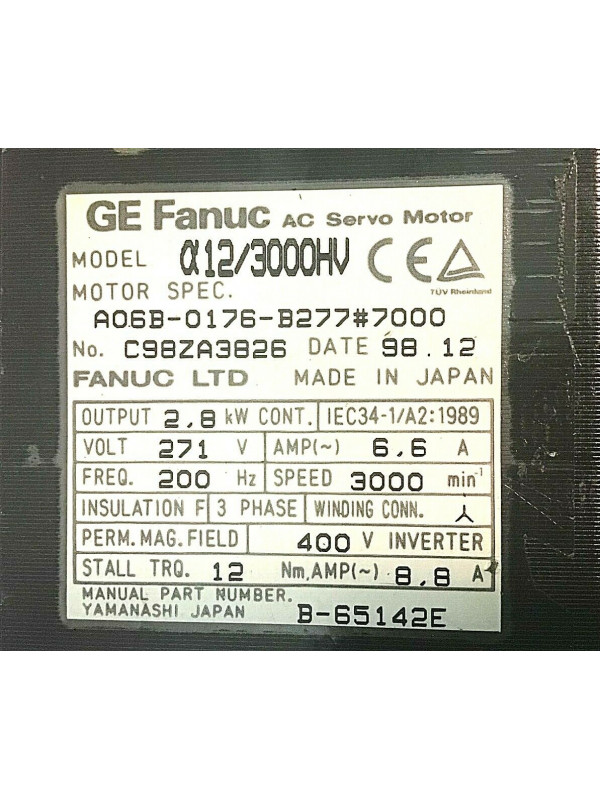 GE Fanuc AC Servo Motor
MODEL α12/3000HV CE
TÜV Rheinland
MOTOR SPEC.
A06B-0176-B277#7000
No. C98ZA3826 DATE 98.12
FANUC LTD MADE IN JAPAN
OUTPUT 2,8 kW CONT. IEC34-1/A2:1989
VOLT 271 V AMP(~) 6,6 A
FREQ. 200 Hz SPEED 3000 min⁻¹
INSULATION F 3 PHASE WINDING CONN. ⅄
PERM.MAG.FIELD 400 V INVERTER
STALL TRQ. 12 Nm,AMP(~) 8,8 A
MANUAL PART NUMBER.
YAMANASHI JAPAN B-65142E